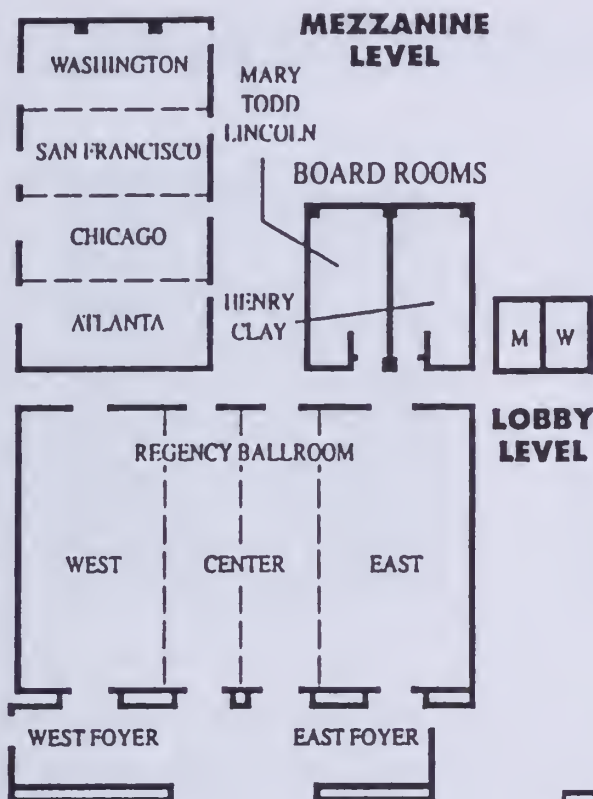 MEZZANINE
LEVEL
WASHINGTON
MARY
TODD
LINCOLN
SAN FRANCISCO
BOARD ROOMS
CHICAGO
HENRY
CLAY
ATLANTA
M W
LOBBY
LEVEL
REGENCY BALLROOM
WEST CENTER EAST
WEST FOYER EAST FOYER